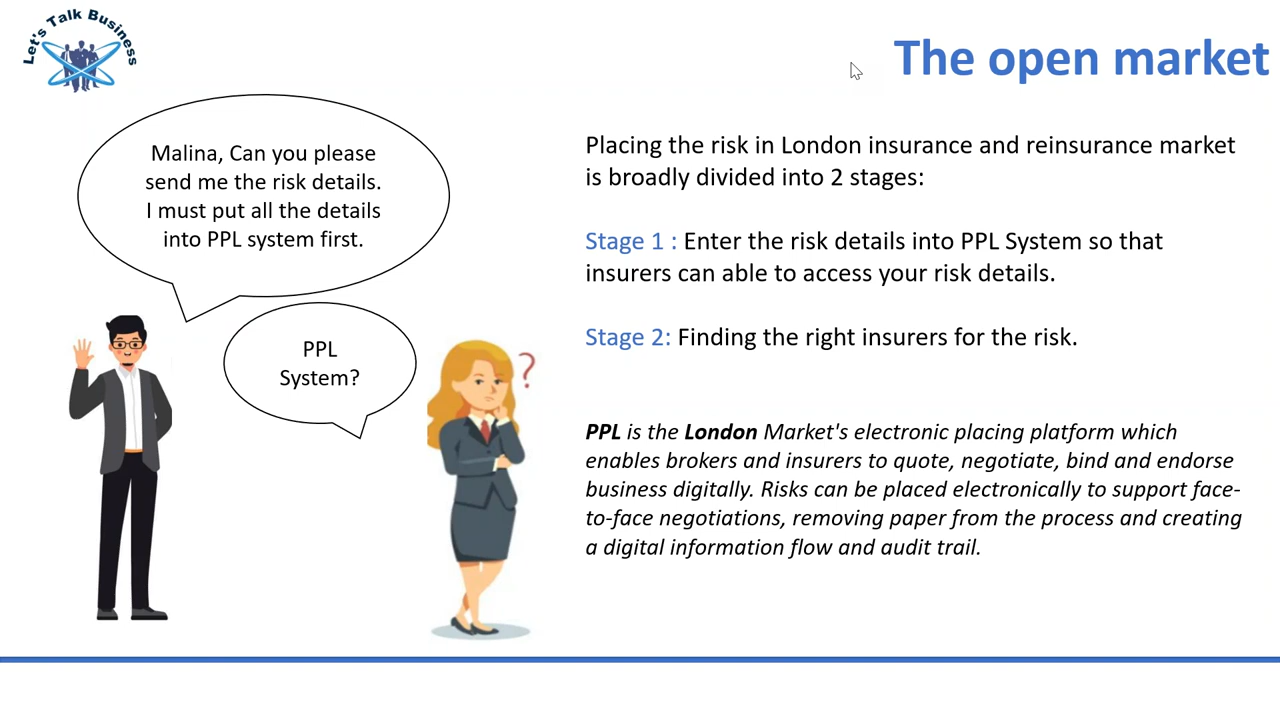 Let's Talk Business
The open market
Malina, Can you please
send me the risk details.
I must put all the details
into PPL system first.
PPL
System?
Placing the risk in London insurance and reinsurance market
is broadly divided into 2 stages:
Stage 1 : Enter the risk details into PPL System so that
insurers can able to access your risk details.
Stage 2: Finding the right insurers for the risk.
PPL is the London Market's electronic placing platform which
enables brokers and insurers to quote, negotiate, bind and endorse
business digitally. Risks can be placed electronically to support face-
to-face negotiations, removing paper from the process and creating
a digital information flow and audit trail.
?